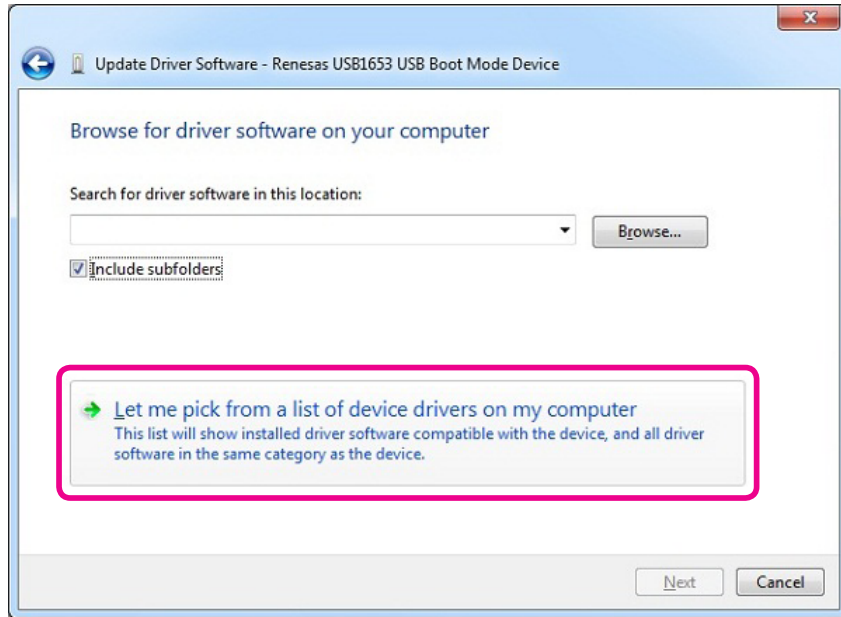 Update Driver Software - Renesas USB1653 USB Boot Mode Device
Browse for driver software on your computer
Search for driver software in this location:
Browse...
Include subfolders
Let me pick from a list of device drivers on my computer
This list will show installed driver software compatible with the device, and all driver
software in the same category as the device.
Next
Cancel